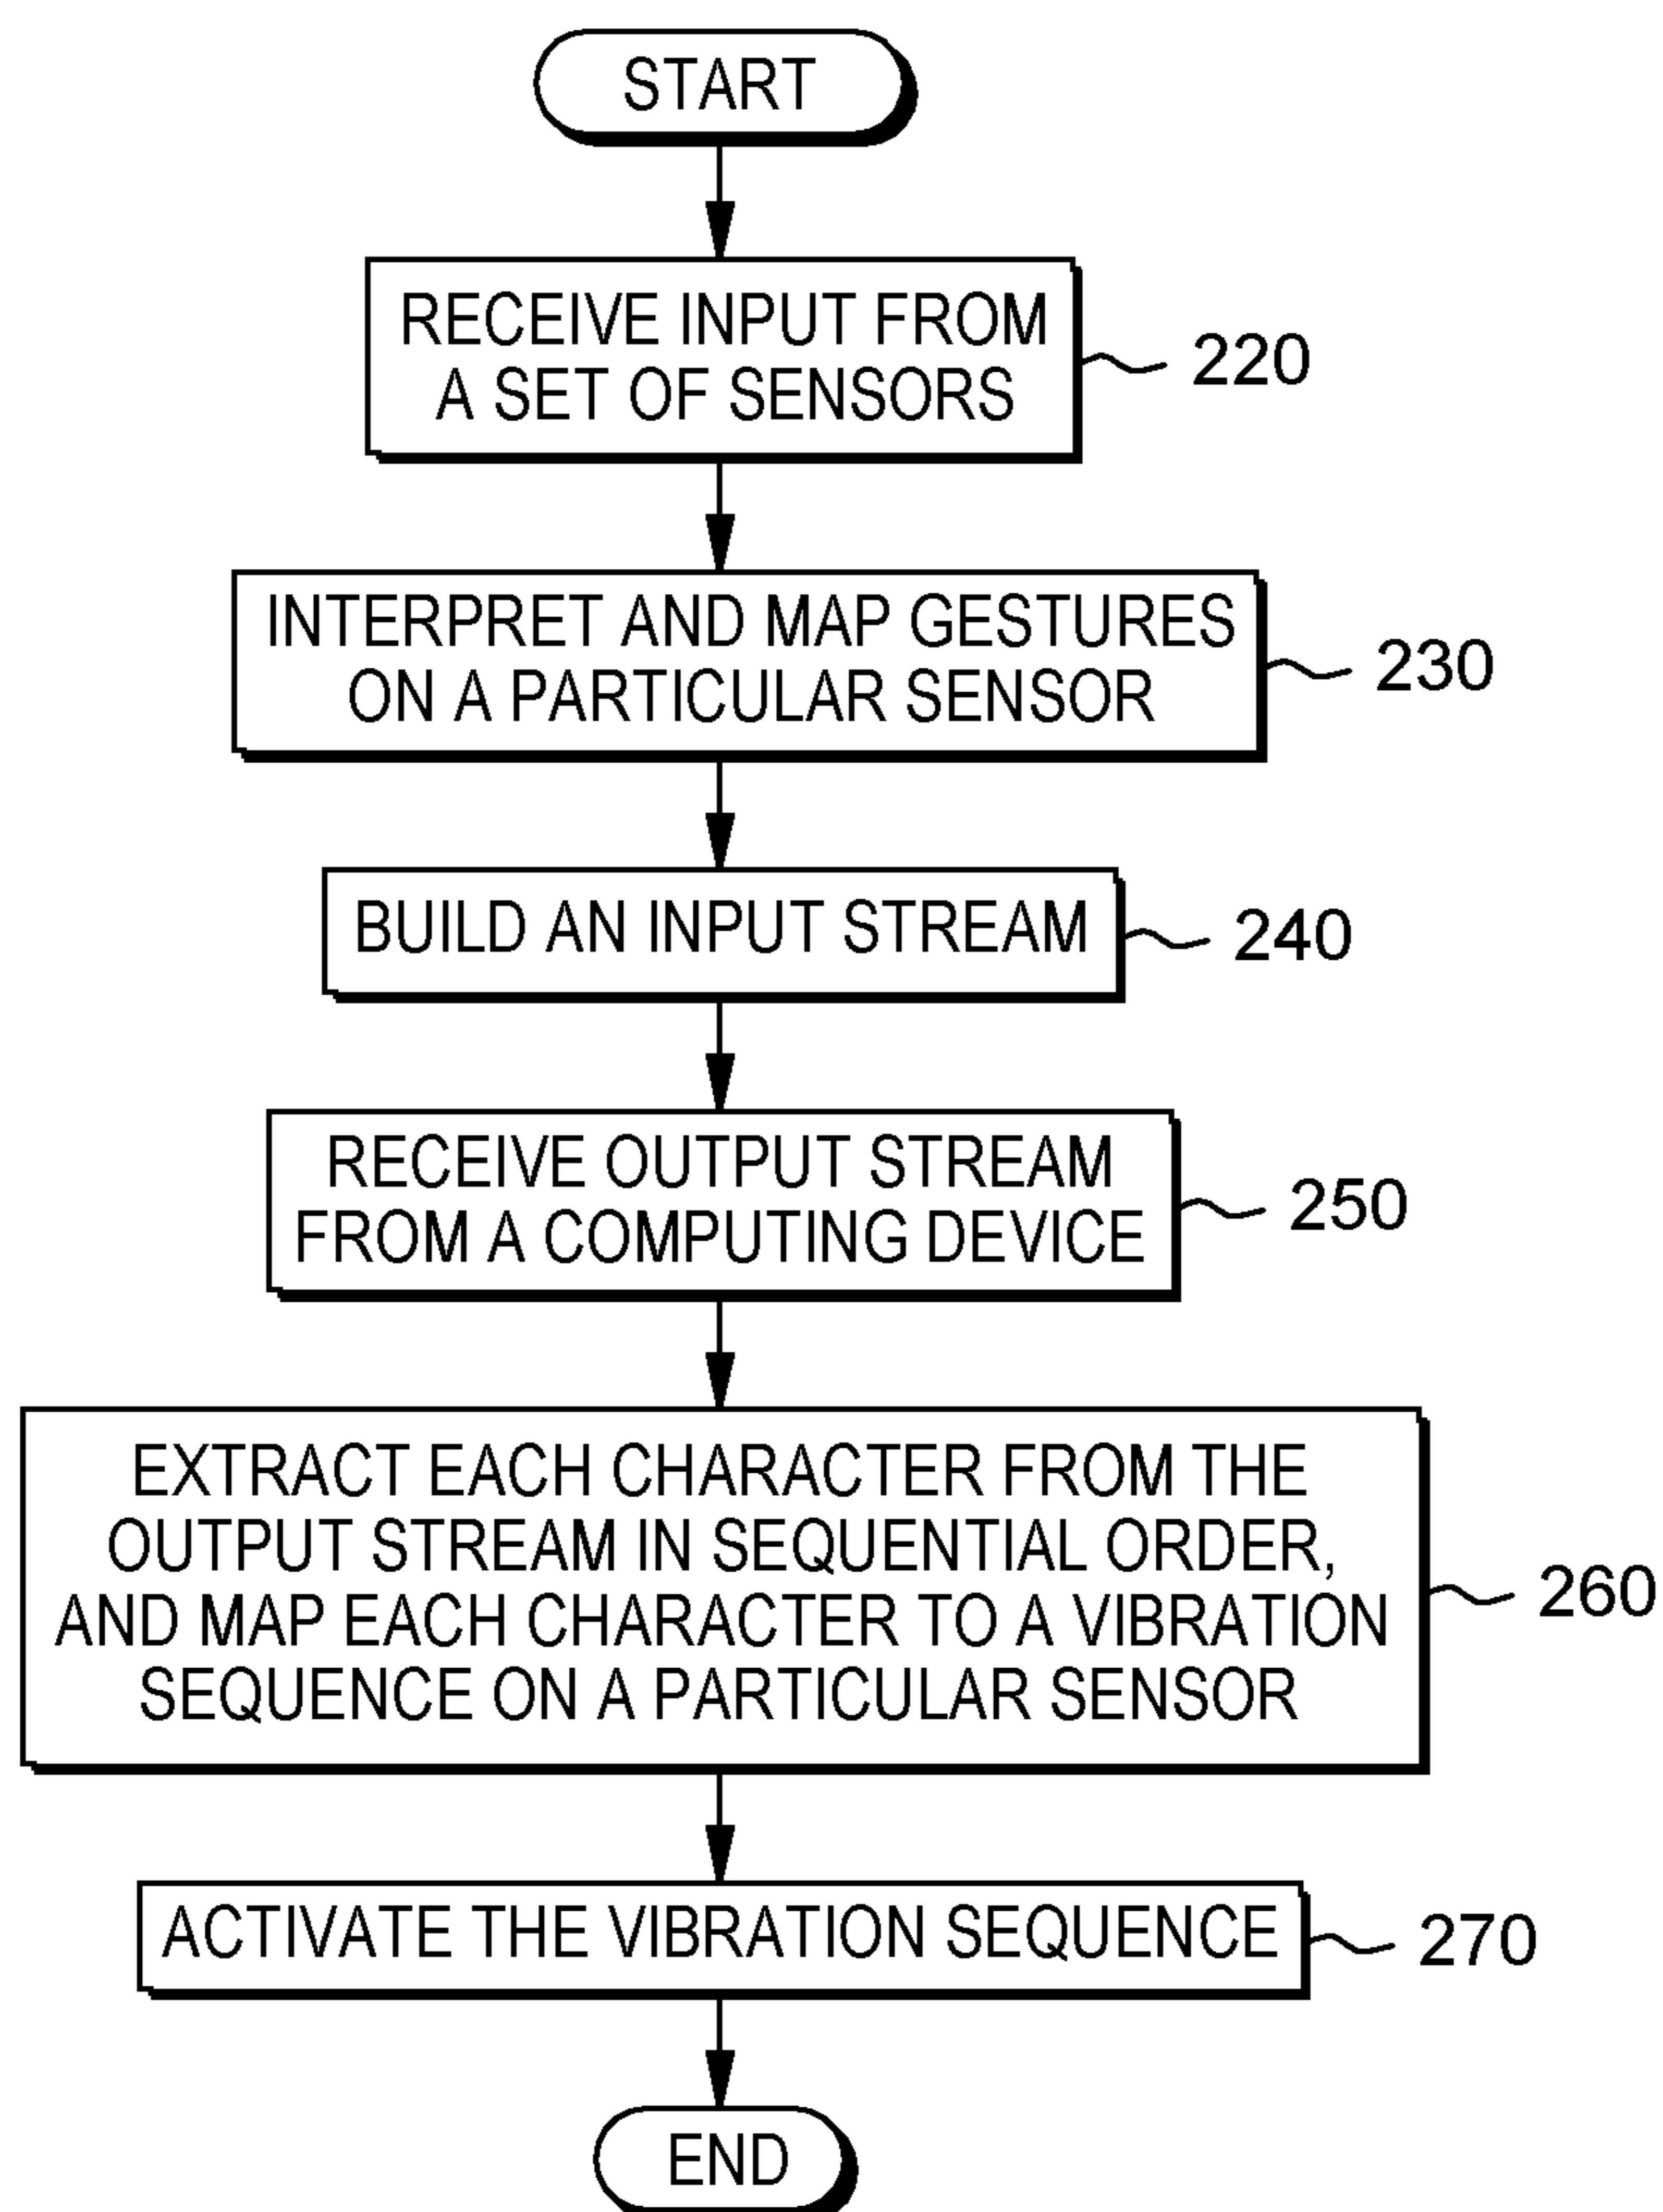 START
RECEIVE INPUT FROM
A SET OF SENSORS
220
INTERPRET AND MAP GESTURES
ON A PARTICULAR SENSOR
230
BUILD AN INPUT STREAM
240
RECEIVE OUTPUT STREAM
FROM A COMPUTING DEVICE
250
EXTRACT EACH CHARACTER FROM THE
OUTPUT STREAM IN SEQUENTIAL ORDER,
AND MAP EACH CHARACTER TO A VIBRATION
SEQUENCE ON A PARTICULAR SENSOR
260
ACTIVATE THE VIBRATION SEQUENCE
270
END